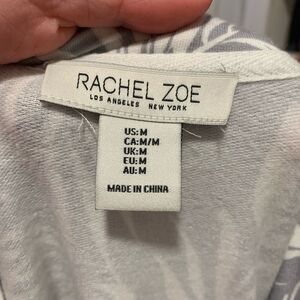 RACHEL ZOE
LOS ANGELES NEW YORK
US:M
CA:M/M
UK:M
EU:M
AU:M
MADE IN CHINA